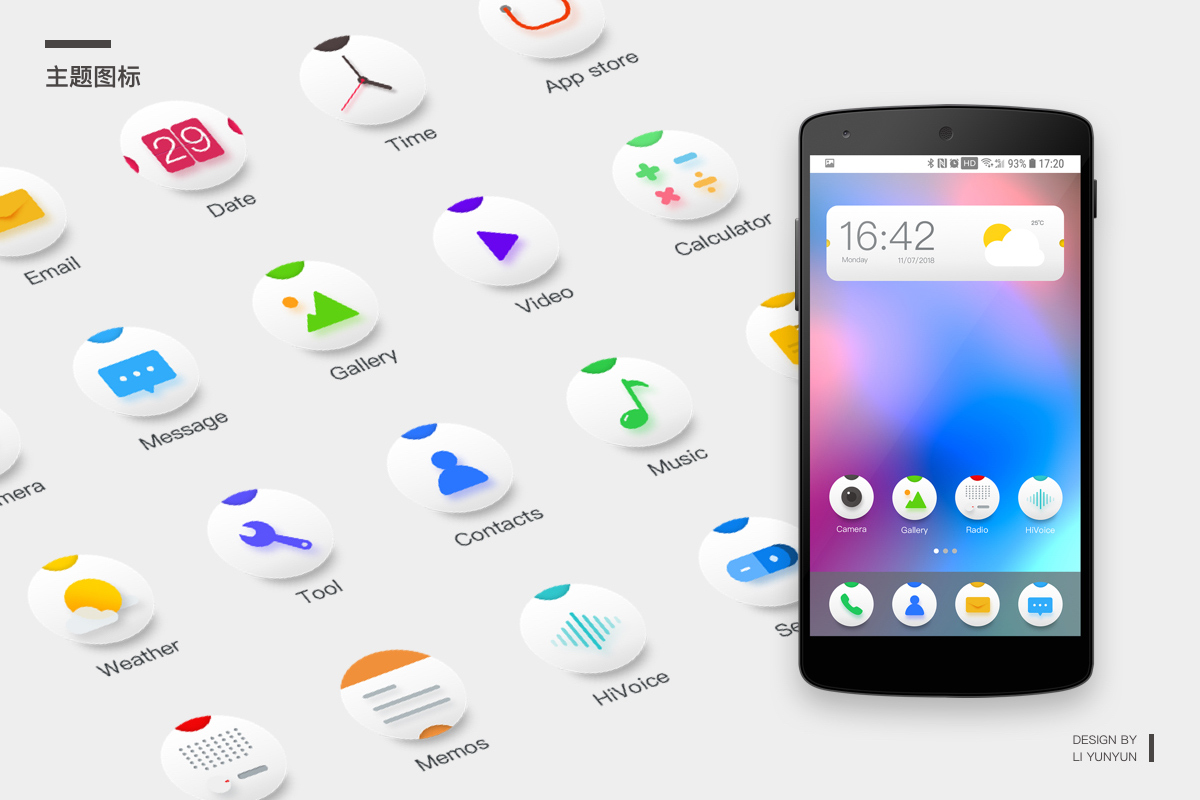 主题图标
App store
Time
29
Date
Calculator
Email
Video
Gallery
Message
Music
mera
Contacts
Tool
Se
Weather
HiVoice
Memos
HD 93% 17:20
16:42
25°C
Monday 11/07/2018
Camera Gallery Radio HiVoice
DESIGN BY
LI YUNYUN